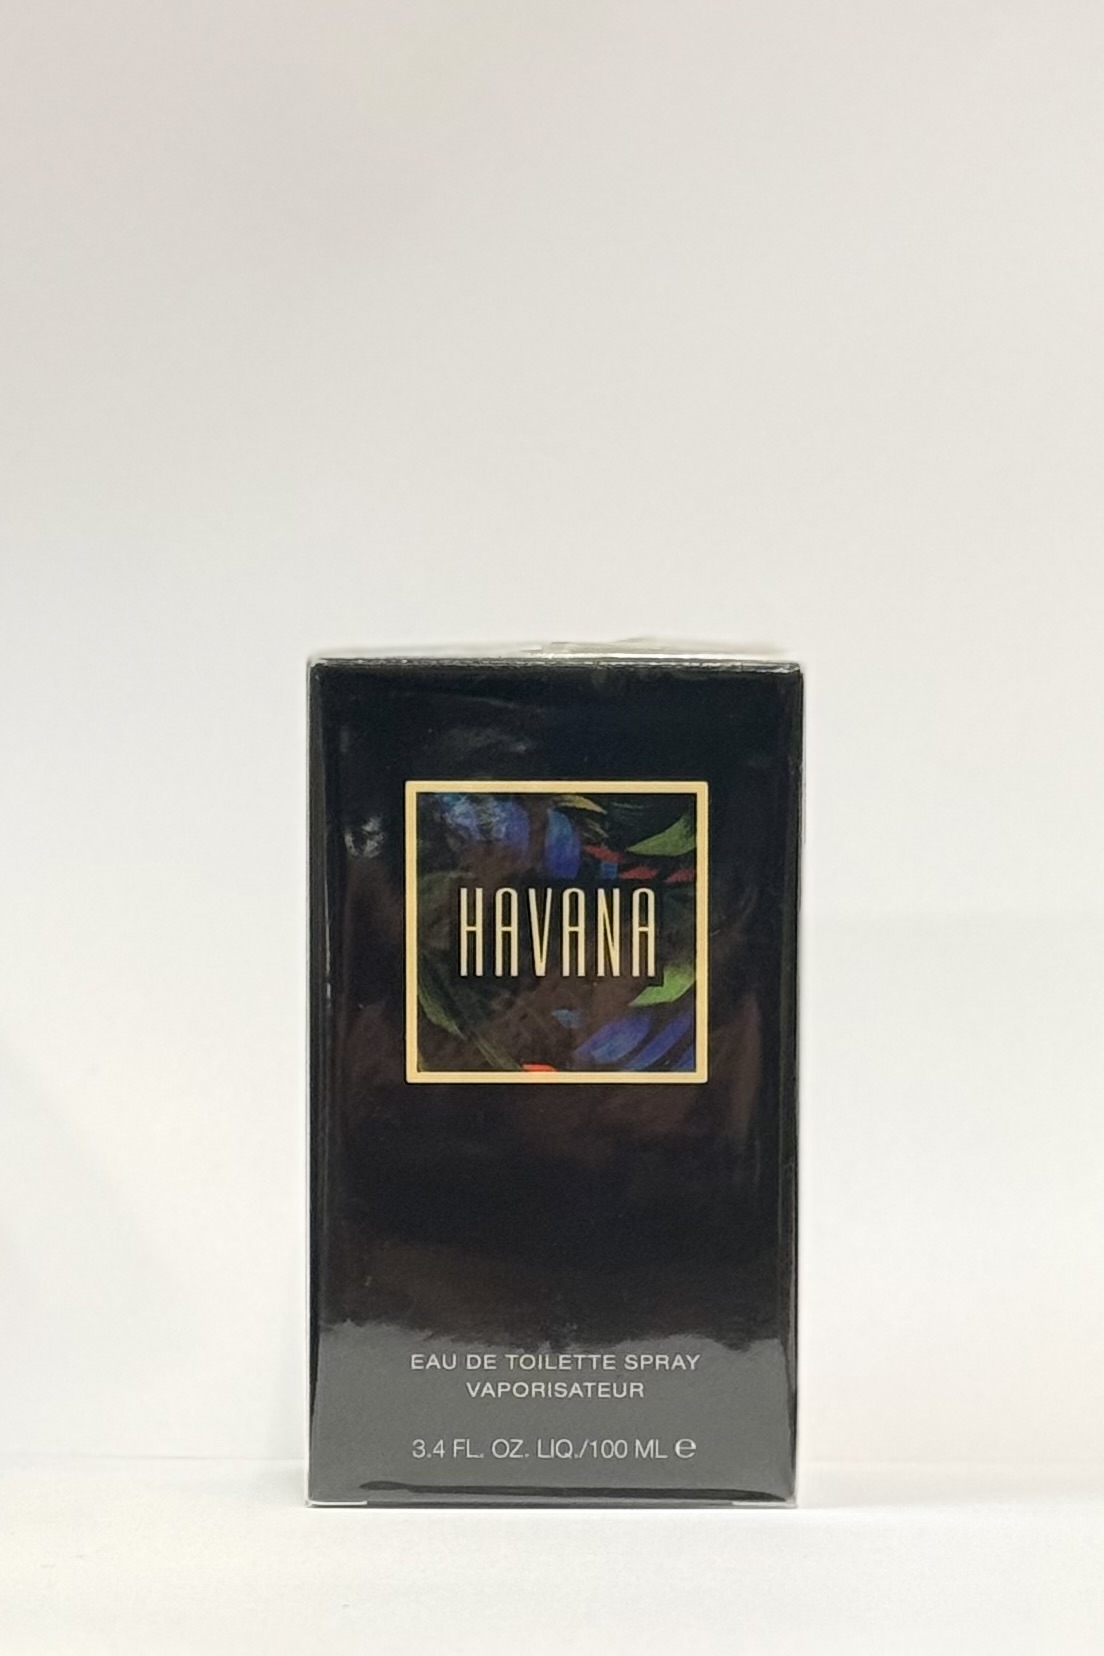 HAVANA
EAU DE TOILETTE SPRAY
VAPORISATEUR
3.4 FL. OZ. LIQ./100 ML ℮